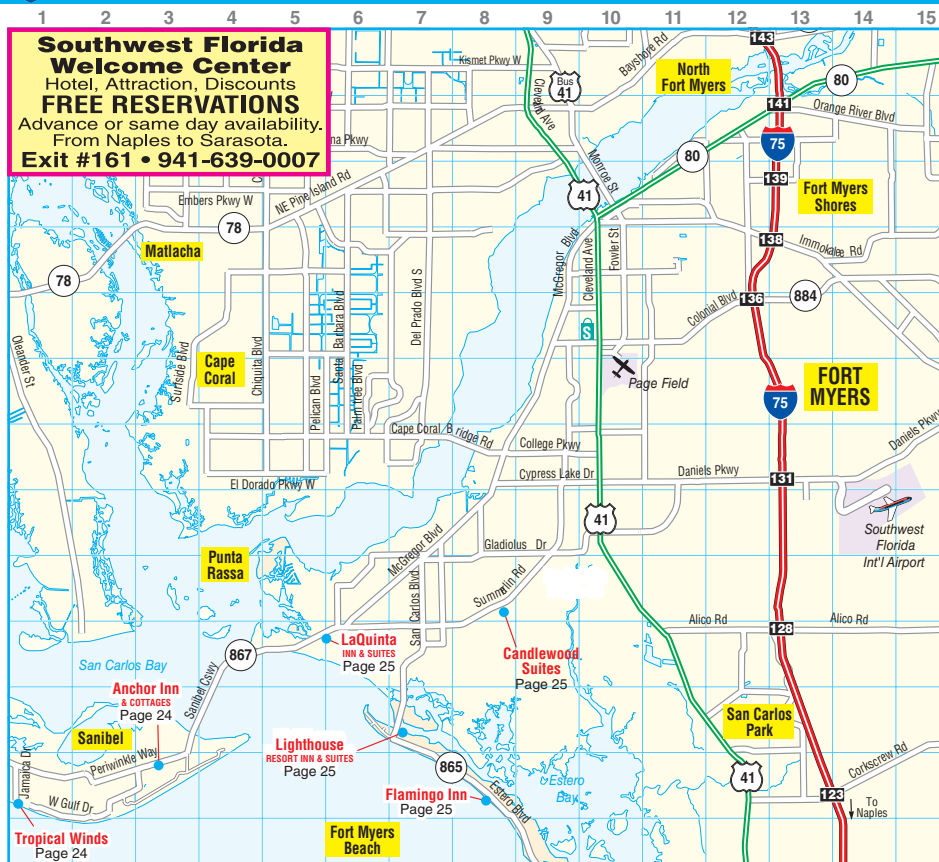 1 2 3 4 5 6 7 8 9 10 11 12 13 14 15
Southwest Florida
Welcome Center
Hotel, Attraction, Discounts
FREE RESERVATIONS
Advance or same day availability.
From Naples to Sarasota.
Exit #161 • 941-639-0007
Kismet Pkwy W
Cleveland Ave
Bus
41
Bayshore Rd
143
North
Fort Myers
80
141
Orange River Blvd
75
80
Monroe St
139
Fort Myers
Shores
na Pkwy
NE Pine Island Rd
Embers Pkwy W
78
41
Matlacha
78
McGregor Blvd
Cleveland Ave
Fowler St
138
Immokalee Rd
136
884
Colonial Blvd
Oleander St
Surfside Blvd
Chiquita Blvd
Pelican Blvd
Santa Barbara Blvd
Palm tree Blvd
Del Prado Blvd S
S
Cape
Coral
Page Field
FORT
MYERS
75
Cape Coral Bridge Rd
College Pkwy
Daniels Pkwy
Cypress Lake Dr
Daniels Pkwy
131
El Dorado Pkwy W
41
Southwest
Florida
Int'l Airport
Gladiolus Dr
McGregor Blvd
Punta
Rassa
San Carlos Blvd
Summerlin Rd
Alico Rd
128
Alico Rd
867
LaQuinta
INN & SUITES
Page 25
Candlewood
Suites
Page 25
San Carlos Bay
Sanibel Cswy
Anchor Inn
& COTTAGES
Page 24
Sanibel
Periwinkle Way
Jamaica Dr
W Gulf Dr
Tropical Winds
Page 24
Lighthouse
RESORT INN & SUITES
Page 25
865
Estero Blvd
Estero
Bay
Flamingo Inn
Page 25
Fort Myers
Beach
San Carlos
Park
41
Corkscrew Rd
123
To
Naples